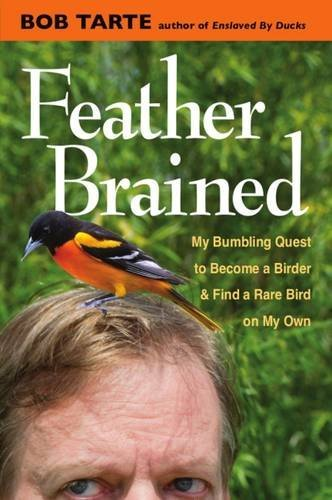 BOB TARTE author of Enslaved By Ducks
Feather
Brained
My Bumbling Quest
to Become a Birder
& Find a Rare Bird
on My Own